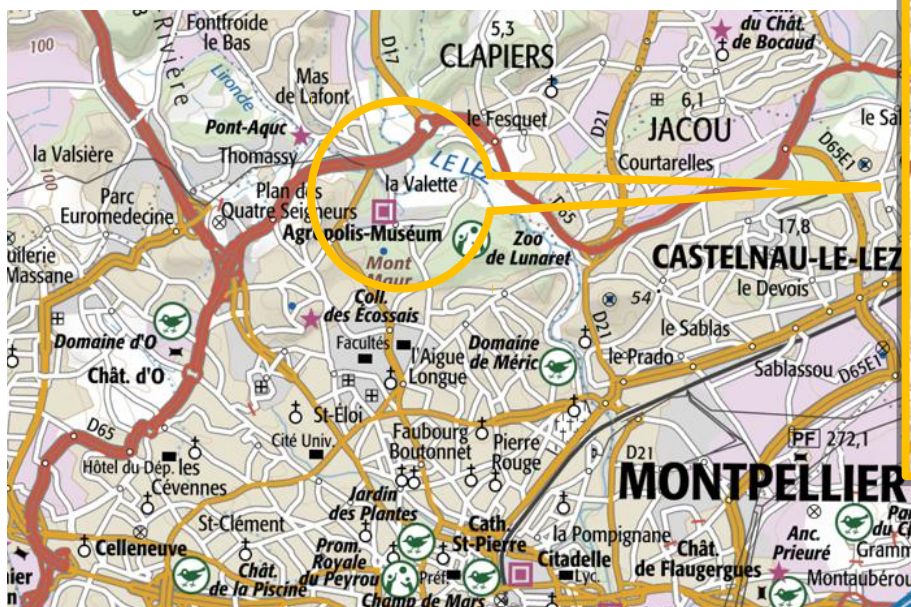 Fontfroide
le Bas
5,3
CLAPIERS
du Chât.
de Bocaud
100
RIVIÈRE
D17
Lironde
Mas
de Lafont
D21
6,1
JACOU
le Fesquet
Pont-Aquc
la Valsière
Thomassy
LE LEZ
Courtarelles
D65E1
100
la Valette
Plan des
Quatre Seigneurs
Parc
Euromedecine
Agropolis-Muséum
D65
17,8
Zoo
de Lunaret
CASTELNAU-LE-LEZ
uilerie
Massane
Mont
Maur
Coll.
des Écossais
54
le Devois
Domaine d'O
Facultés
D21
le Sablas
l'Aigue
Longue
Domaine
de Méric
le Prado
Sablassou
D65E1
Chât. d'O
St-Éloi
D65
Cité Univ.
Faubourg
Boutonnet
Pierre
Rouge
D21
PF 272,1
Hôtel du Dép.
les
Cévennes
MONTPELLIER
Jardin
des Plantes
St-Clément
Cath.
St-Pierre
la Pompignane
Celleneuve
Prom.
Royale
du Peyrou
Citadelle
Chât.
de Flaugergues
Anc.
Prieuré
Gramm
Chât.
de la Piscine
Préf.
Lyc.
Montaubérou
Champ de Mars